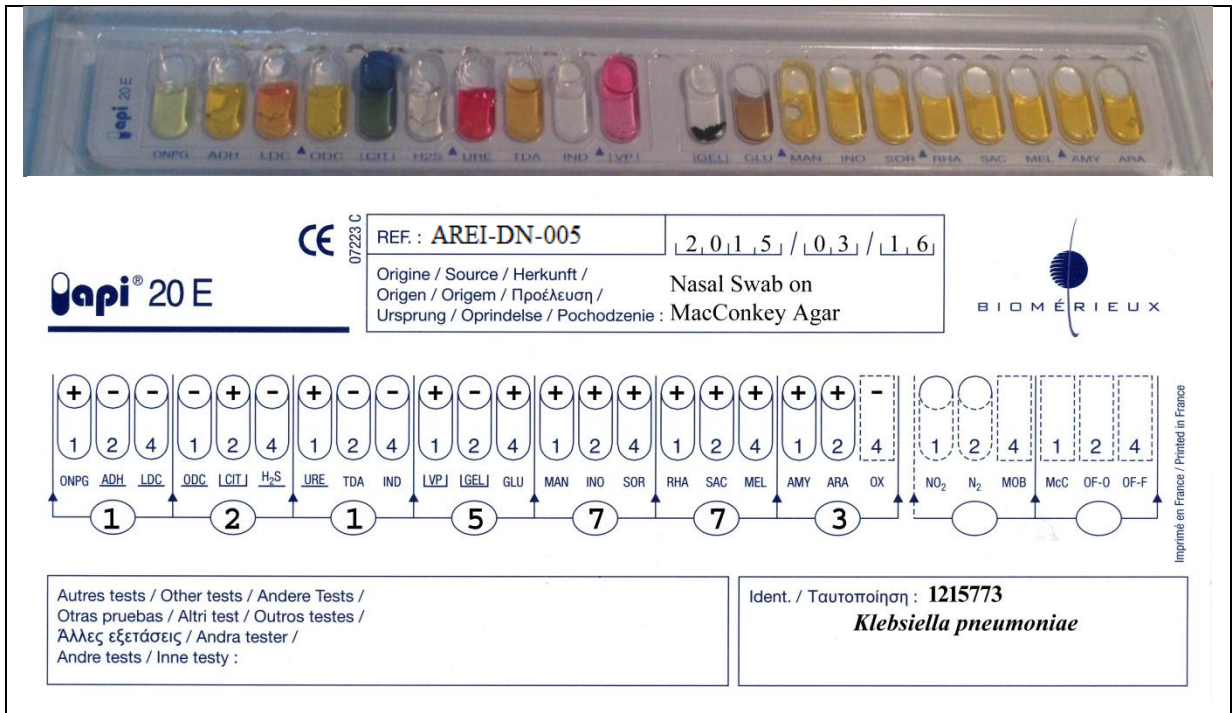 api 20 E
ONPG ADH LDC ODC |CIT| H2S URE TDA IND |VP| |GEL| GLU MAN INO SOR RHA SAC MEL AMY ARA
CE
07223 C
REF. : AREI-DN-005
2015/03/16
Origine / Source / Herkunft /
Origen / Origem / Προέλευση /
Ursprung / Oprindelse / Pochodzenie :
Nasal Swab on
MacConkey Agar
api® 20 E
BIOMÉRIEUX
+ - - - + - + - - + - + + + + + + + + + -
1 2 4 1 2 4 1 2 4 1 2 4 1 2 4 1 2 4 1 2 4 1 2 4 1 2 4
ONPG ADH LDC ODC |CIT| H₂S URE TDA IND |VP| |GEL| GLU MAN INO SOR RHA SAC MEL AMY ARA OX NO₂ N₂ MOB McC OF-O OF-F
1 2 1 5 7 7 3
Imprimé en France / Printed in France
Autres tests / Other tests / Andere Tests /
Otras pruebas / Altri test / Outros testes /
Άλλες εξετάσεις / Andra tester /
Andre tests / Inne testy :
Ident. / Ταυτοποίηση : 1215773
Klebsiella pneumoniae